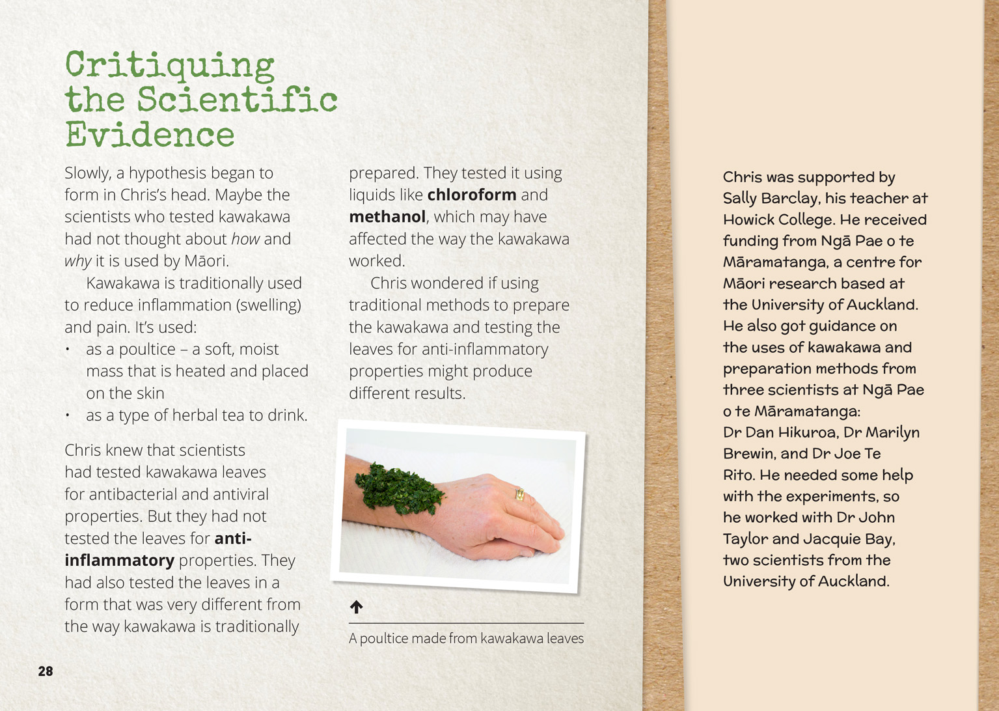 Critiquing
the Scientific
Evidence
Slowly, a hypothesis began to
form in Chris’s head. Maybe the
scientists who tested kawakawa
had not thought about how and
why it is used by Māori.
Kawakawa is traditionally used
to reduce inflammation (swelling)
and pain. It’s used:
• as a poultice – a soft, moist
mass that is heated and placed
on the skin
• as a type of herbal tea to drink.
Chris knew that scientists
had tested kawakawa leaves
for antibacterial and antiviral
properties. But they had not
tested the leaves for anti-
inflammatory properties. They
had also tested the leaves in a
form that was very different from
the way kawakawa is traditionally
prepared. They tested it using
liquids like chloroform and
methanol, which may have
affected the way the kawakawa
worked.
Chris wondered if using
traditional methods to prepare
the kawakawa and testing the
leaves for anti-inflammatory
properties might produce
different results.
A poultice made from kawakawa leaves
Chris was supported by
Sally Barclay, his teacher at
Howick College. He received
funding from Ngā Pae o te
Māramatanga, a centre for
Māori research based at
the University of Auckland.
He also got guidance on
the uses of kawakawa and
preparation methods from
three scientists at Ngā Pae
o te Māramatanga:
Dr Dan Hikuroa, Dr Marilyn
Brewin, and Dr Joe Te
Rito. He needed some help
with the experiments, so
he worked with Dr John
Taylor and Jacquie Bay,
two scientists from the
University of Auckland.
28